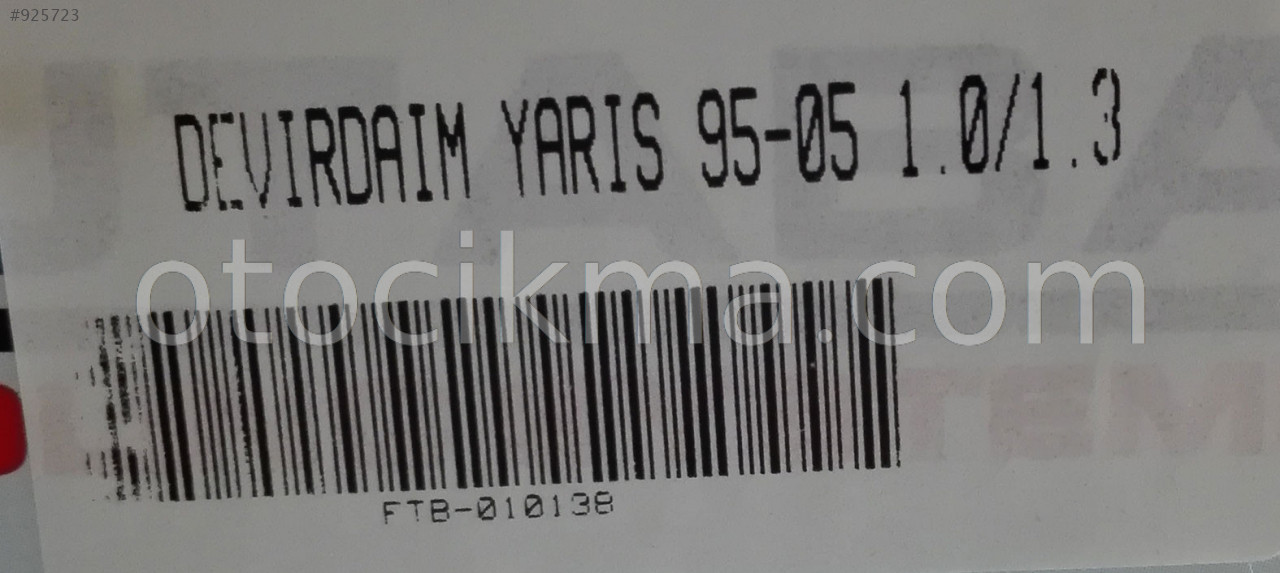 #925723
DEVIRDAIM YARIS 95-05 1.0/1.3
otocikma.com
FTB-010138